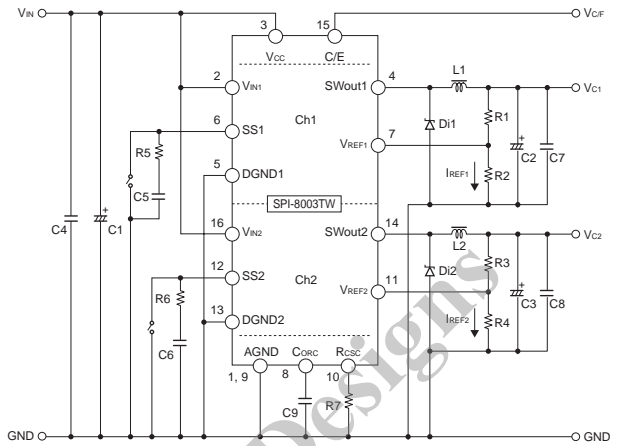 VIN
3
15
VC/F
VCC
C/E
2
VIN1
SWout1
4
L1
VC1
6
SS1
Ch1
Di1
R1
R5
VREF1
7
C2
C7
5
DGND1
IREF1
R2
C5
SPI-8003TW
C4
C1
16
VIN2
SWout2
14
L2
VC2
12
SS2
Ch2
Di2
R3
R6
VREF2
11
C3
C8
13
DGND2
IREF2
R4
C6
AGND
CORC
RCSC
1, 9
8
10
C9
R7
GND
GND
Designs